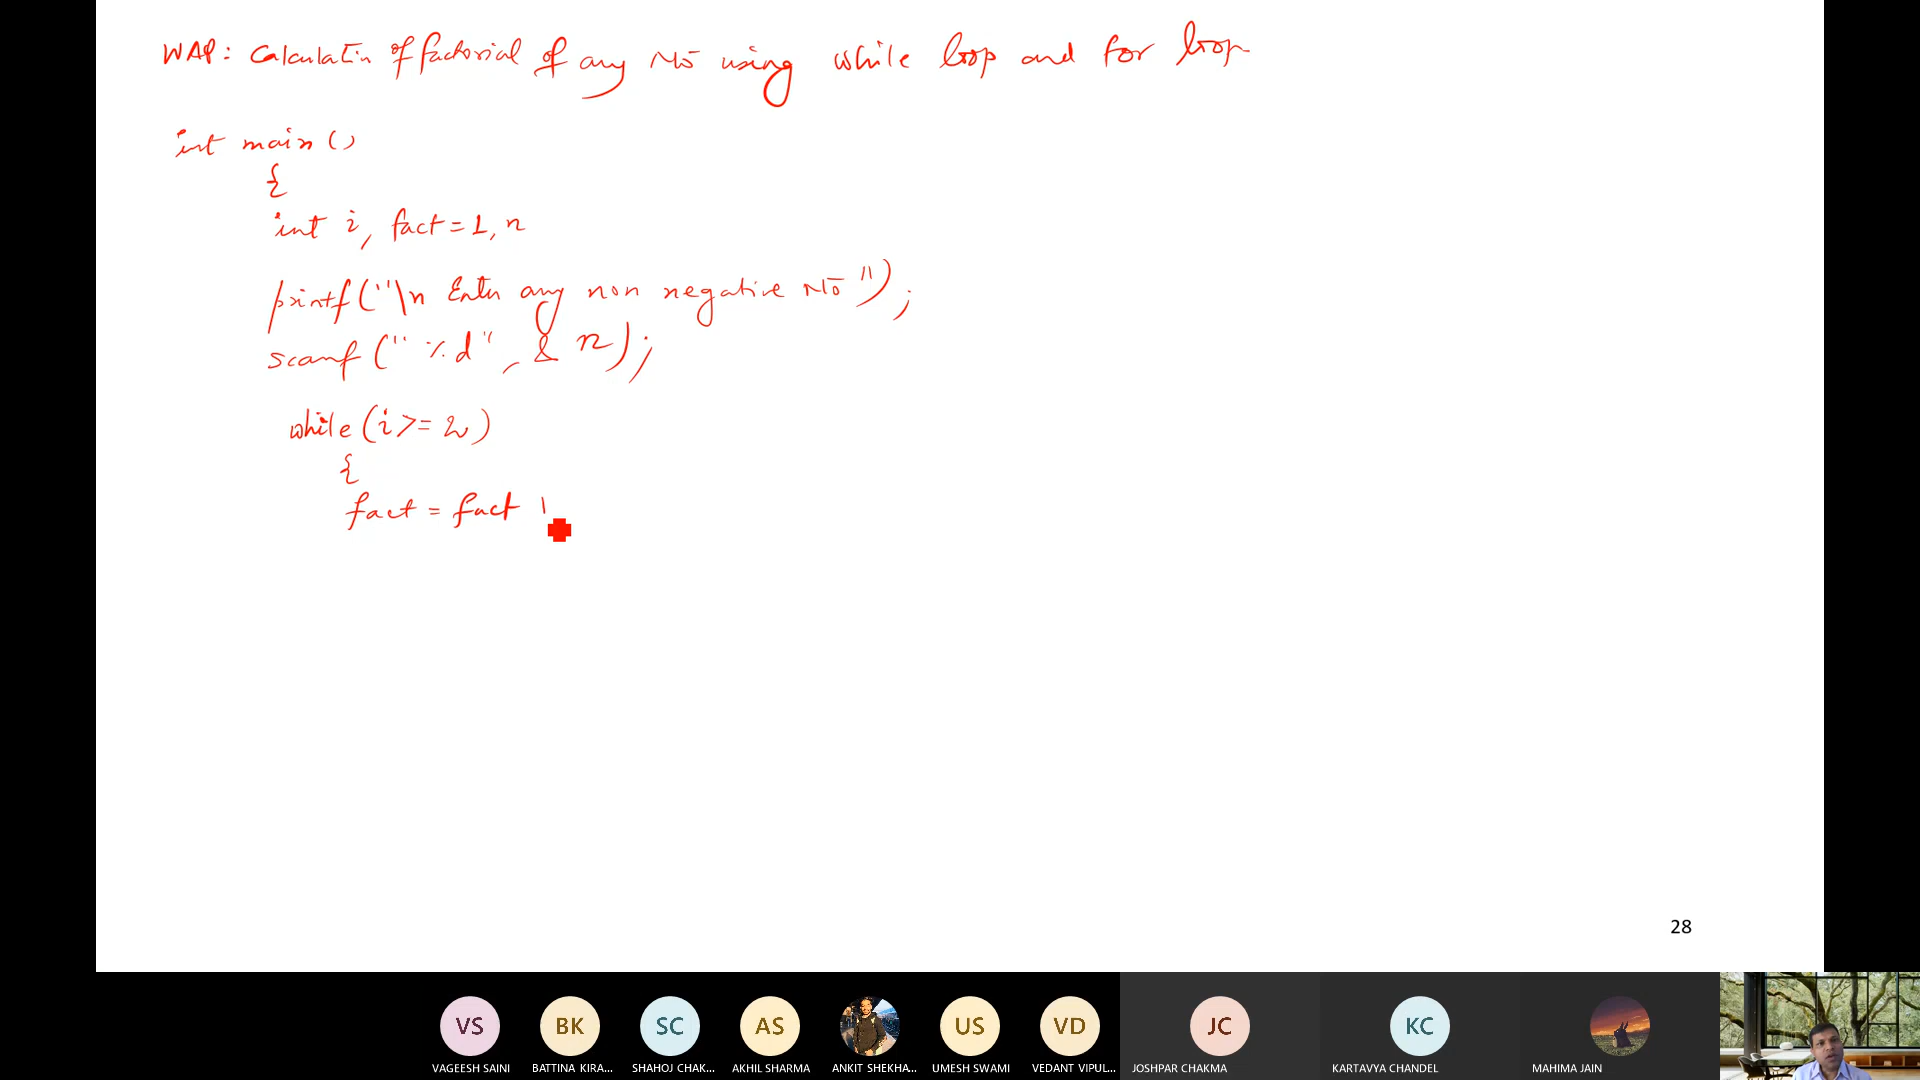 WAP: Calculatin of factorial of any No using while loop and for loop
int main ()
{
int i, fact = 1, n
printf ("\n Enter any non negative No");
scanf ("%d", & n);
while (i >= 2)
{
fact = fact
28
VS BK SC AS US VD JC KC
VAGEESH SAINI BATTINA KIRA... SHAHOJ CHAK... AKHIL SHARMA ANKIT SHEKHA... UMESH SWAMI VEDANT VIPUL... JOSHPAR CHAKMA KARTAVYA CHANDEL MAHIMA JAIN